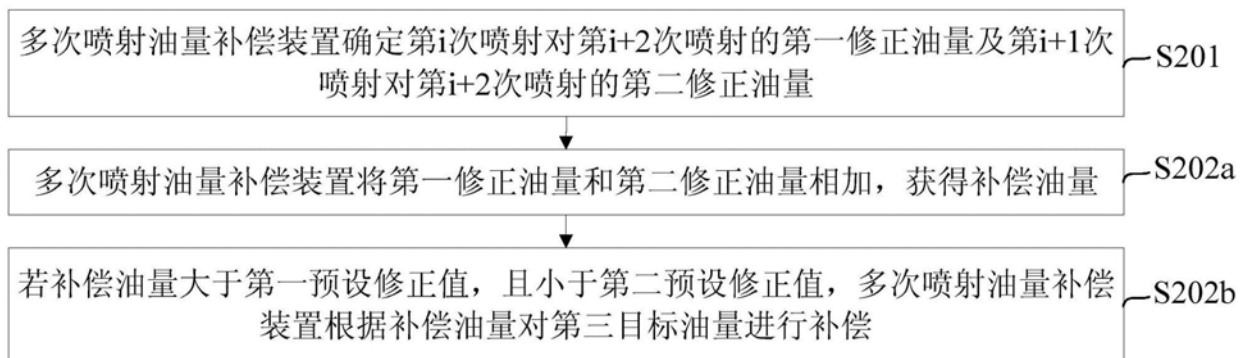 多次喷射油量补偿装置确定第i次喷射对第i+2次喷射的第一修正油量及第i+1次
喷射对第i+2次喷射的第二修正油量
S201
多次喷射油量补偿装置将第一修正油量和第二修正油量相加，获得补偿油量
S202a
若补偿油量大于第一预设修正值，且小于第二预设修正值，多次喷射油量补偿
装置根据补偿油量对第三目标油量进行补偿
S202b